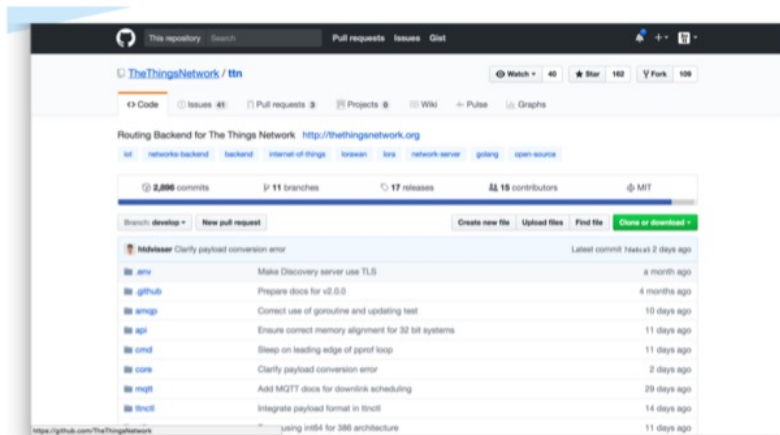 This repository Search Pull requests Issues Gist
TheThingsNetwork / ttn Watch 40 Star 162 Fork 109
Code Issues 41 Pull requests 3 Projects 0 Wiki Pulse Graphs
Routing Backend for The Things Network http://thethingsnetwork.org
iot networks-backend backend internet-of-things lorawan lora network-server golang open-source
2,896 commits 11 branches 17 releases 15 contributors MIT
Branch: develop New pull request Create new file Upload files Find file Clone or download
htdvisser Clarify payload conversion error Latest commit 2 days ago
.env Make Discovery server use TLS a month ago
.github Prepare docs for v2.0.0 4 months ago
amqp Correct use of goroutine and updating test 10 days ago
api Ensure correct memory alignment for 32 bit systems 11 days ago
cmd Sleep on leading edge of pprof loop 11 days ago
core Clarify payload conversion error 2 days ago
mqtt Add MQTT docs for downlink scheduling 29 days ago
ttnctl Integrate payload format in ttnctl 14 days ago
using int64 for 386 architecture 11 days ago
https://github.com/TheThingsNetwork